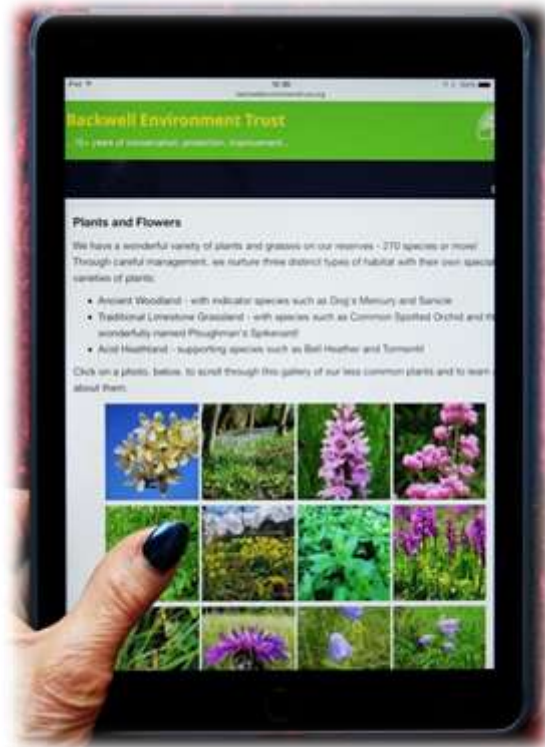 iPad
Backwell Environment Trust
years of conservation, protection, improvement...
Plants and Flowers
We have a wonderful variety of plants and grasses on our reserves - 270 species or more!
Through careful management, we nurture three distinct types of habitat with their own special
varieties of plants:
• Ancient Woodland - with indicator species such as Dog's Mercury and Sanicle
• Traditional Limestone Grassland - with species such as Common Spotted Orchid and th
wonderfully named Ploughman's Spikenard!
• Acid Heathland - supporting species such as Bell Heather and Tormentil
Click on a photo, below, to scroll through this gallery of our less common plants and to learn
about them.